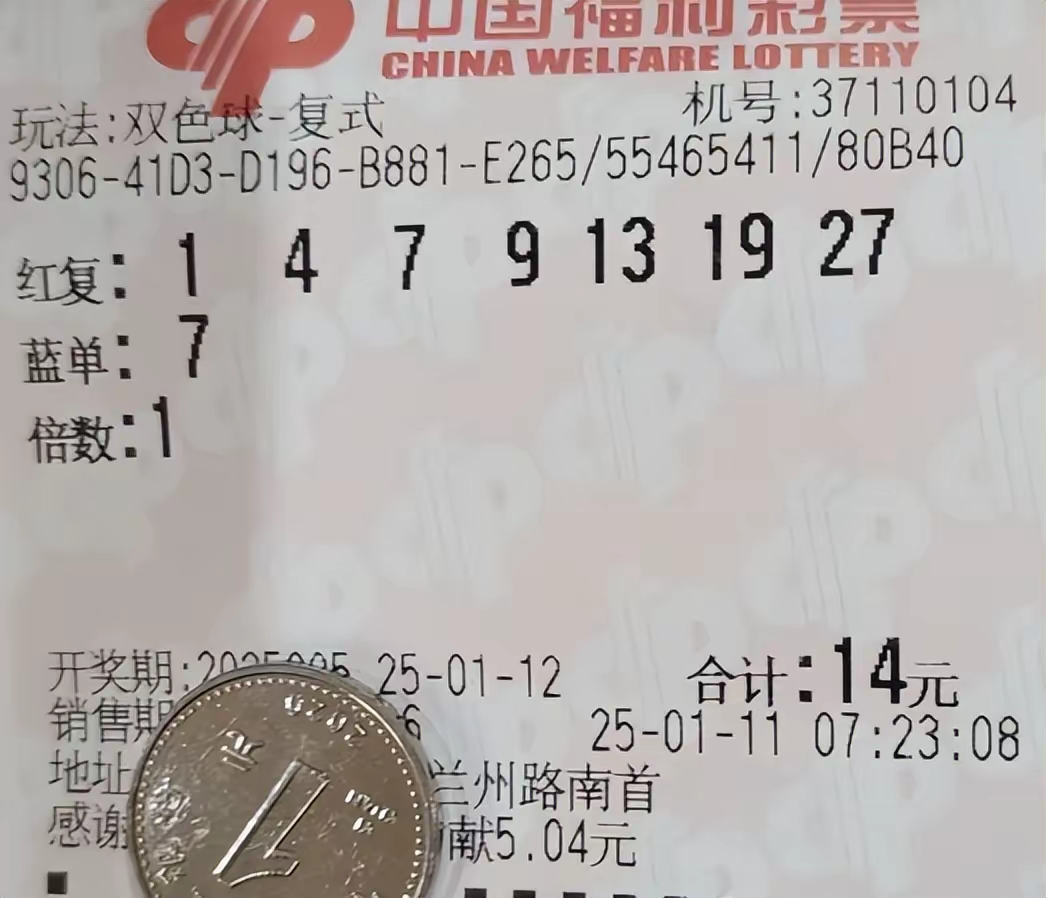 中国福利彩票
CHINA WELFARE LOTTERY
玩法:双色球-复式 机号:37110104
9306-41D3-D196-B881-E265/55465411/80B40
红复: 1 4 7 9 13 19 27
蓝单: 7
倍数:1
开奖期:2025005 25-01-12 合计:14元
销售期 6 25-01-11 07:23:08
地址 兰州路南首
感谢 献5.04元